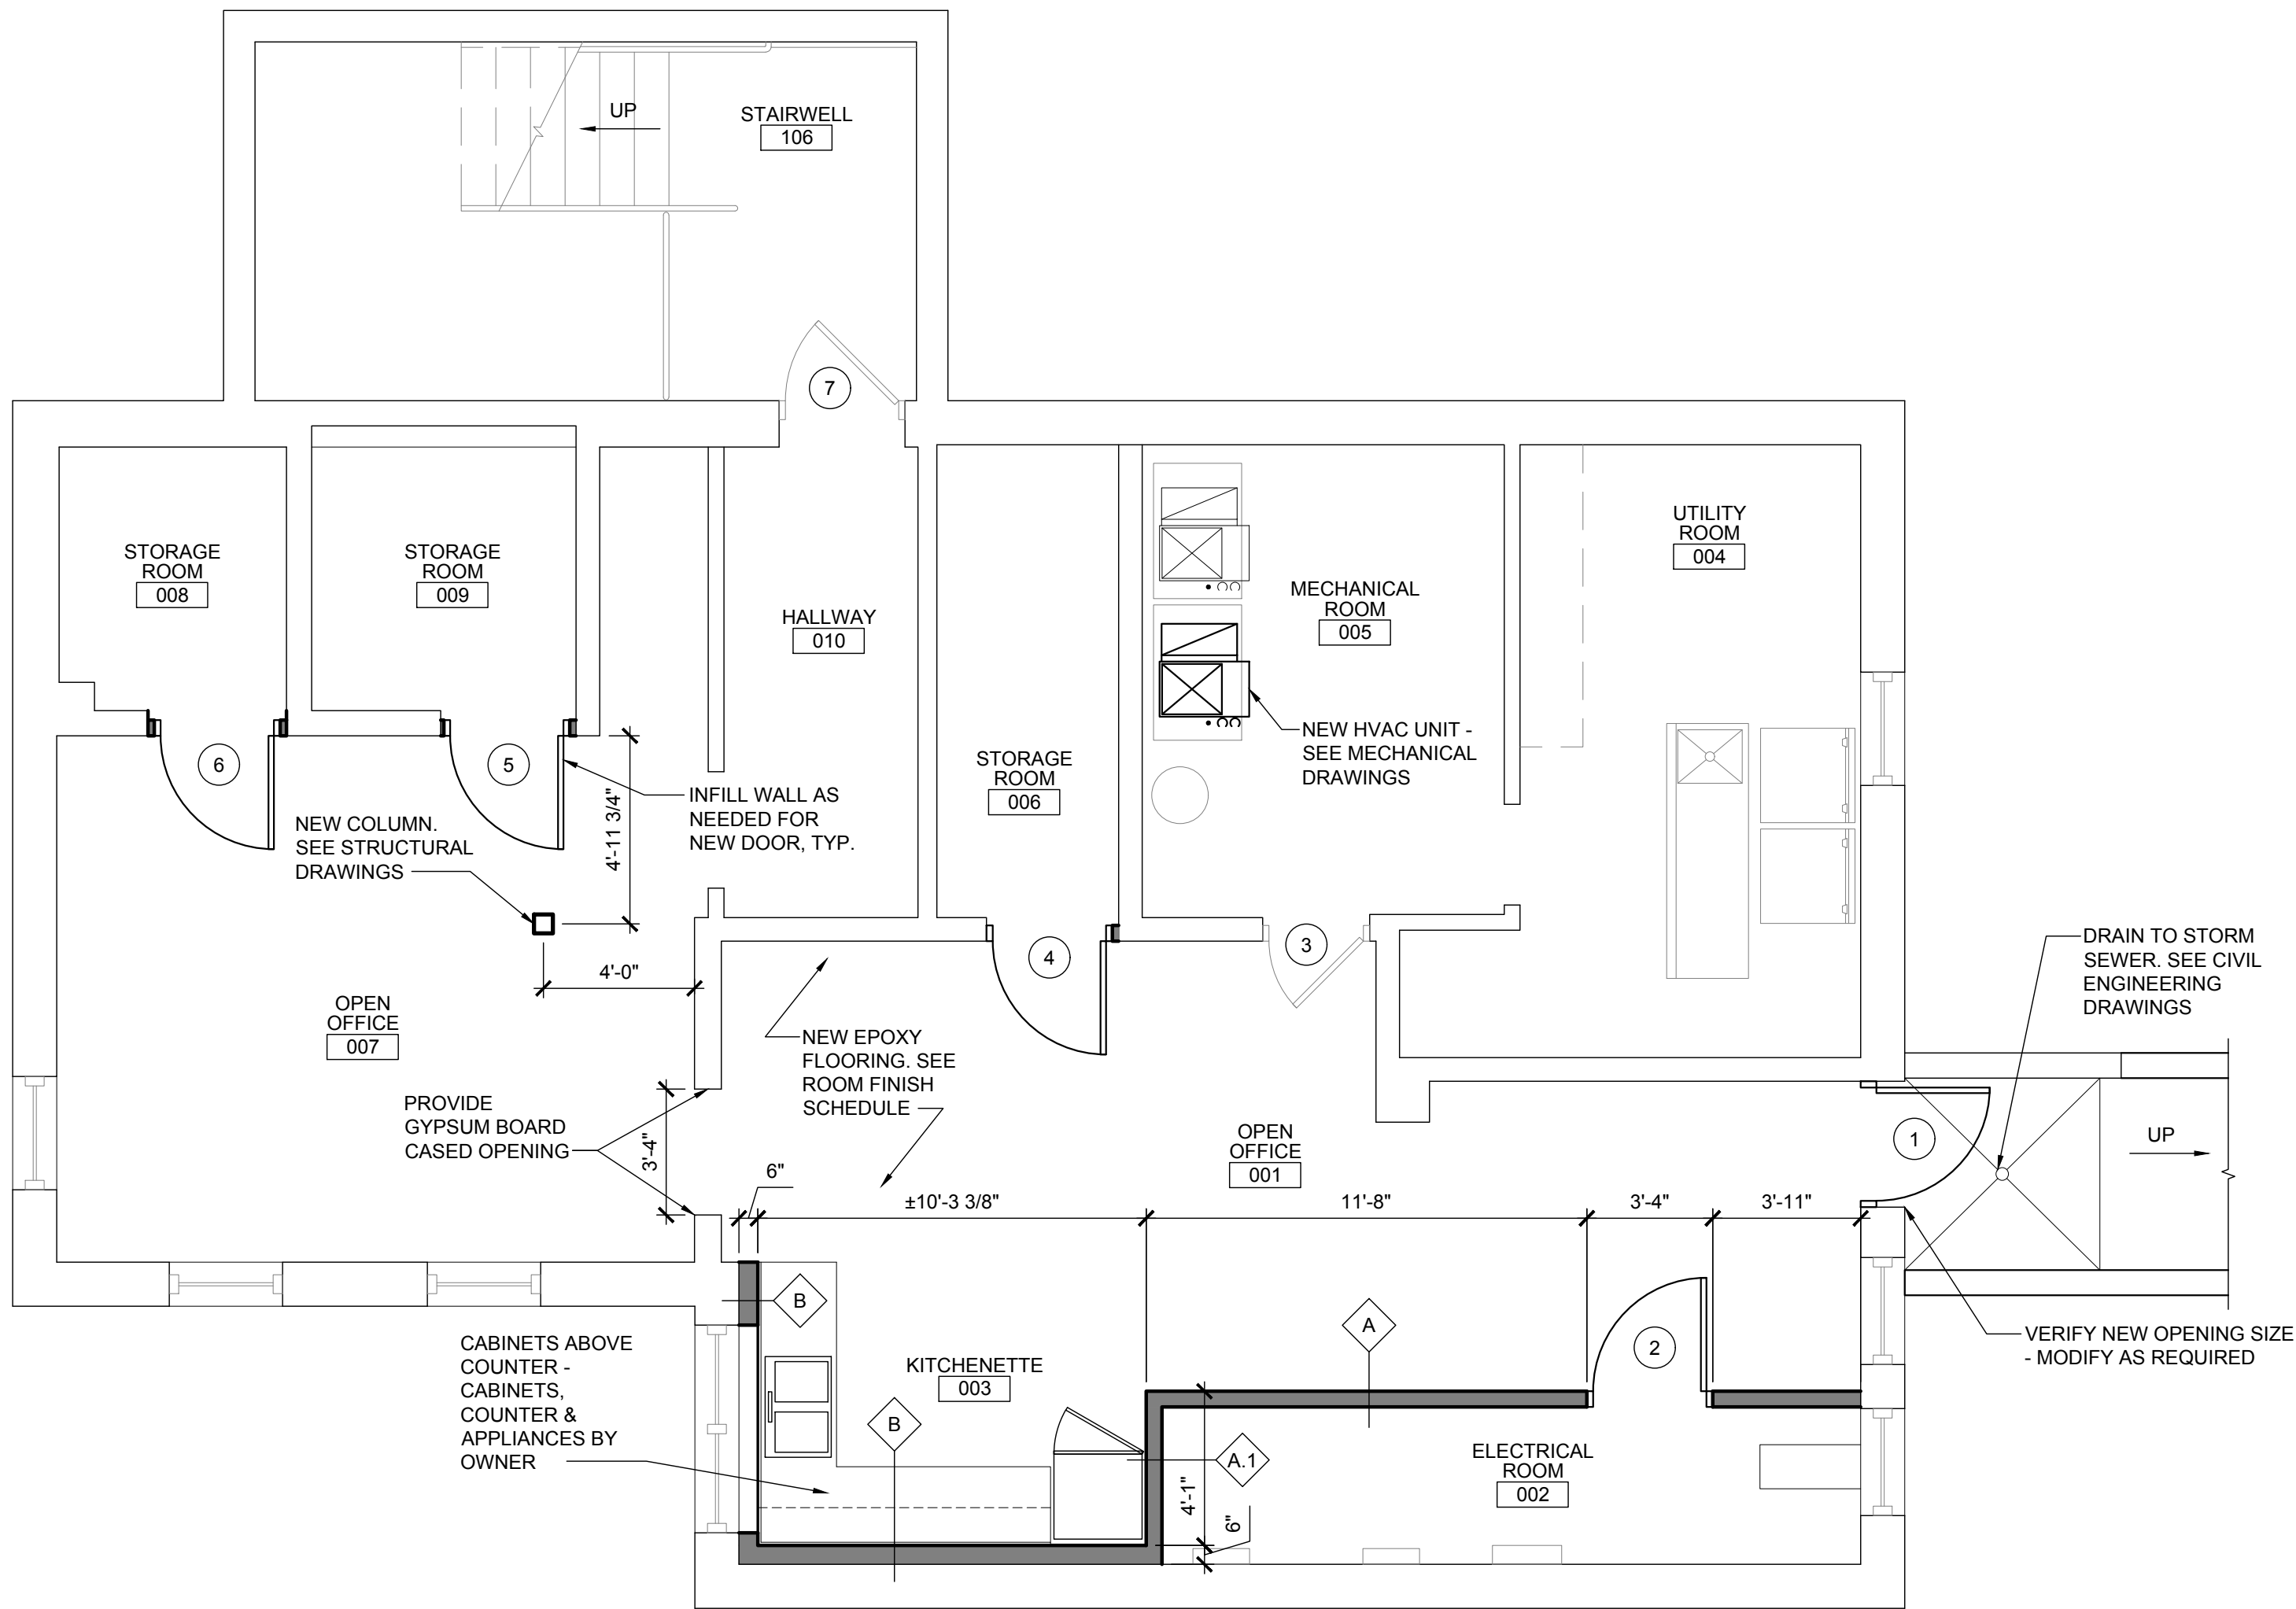 UP
STAIRWELL
106
7
STORAGE
ROOM
008
STORAGE
ROOM
009
HALLWAY
010
MECHANICAL
ROOM
005
UTILITY
ROOM
004
NEW HVAC UNIT -
SEE MECHANICAL
DRAWINGS
STORAGE
ROOM
006
6
5
INFILL WALL AS
NEEDED FOR
NEW DOOR, TYP.
4'-11 3/4"
NEW COLUMN.
SEE STRUCTURAL
DRAWINGS
4'-0"
4
3
DRAIN TO STORM
SEWER. SEE CIVIL
ENGINEERING
DRAWINGS
OPEN
OFFICE
007
NEW EPOXY
FLOORING. SEE
ROOM FINISH
SCHEDULE
PROVIDE
GYPSUM BOARD
CASED OPENING
3'-4"
OPEN
OFFICE
001
1
UP
6"
±10'-3 3/8"
11'-8"
3'-4"
3'-11"
B
A
2
VERIFY NEW OPENING SIZE
- MODIFY AS REQUIRED
CABINETS ABOVE
COUNTER -
CABINETS,
COUNTER &
APPLIANCES BY
OWNER
KITCHENETTE
003
B
A.1
4'-1"
6"
ELECTRICAL
ROOM
002